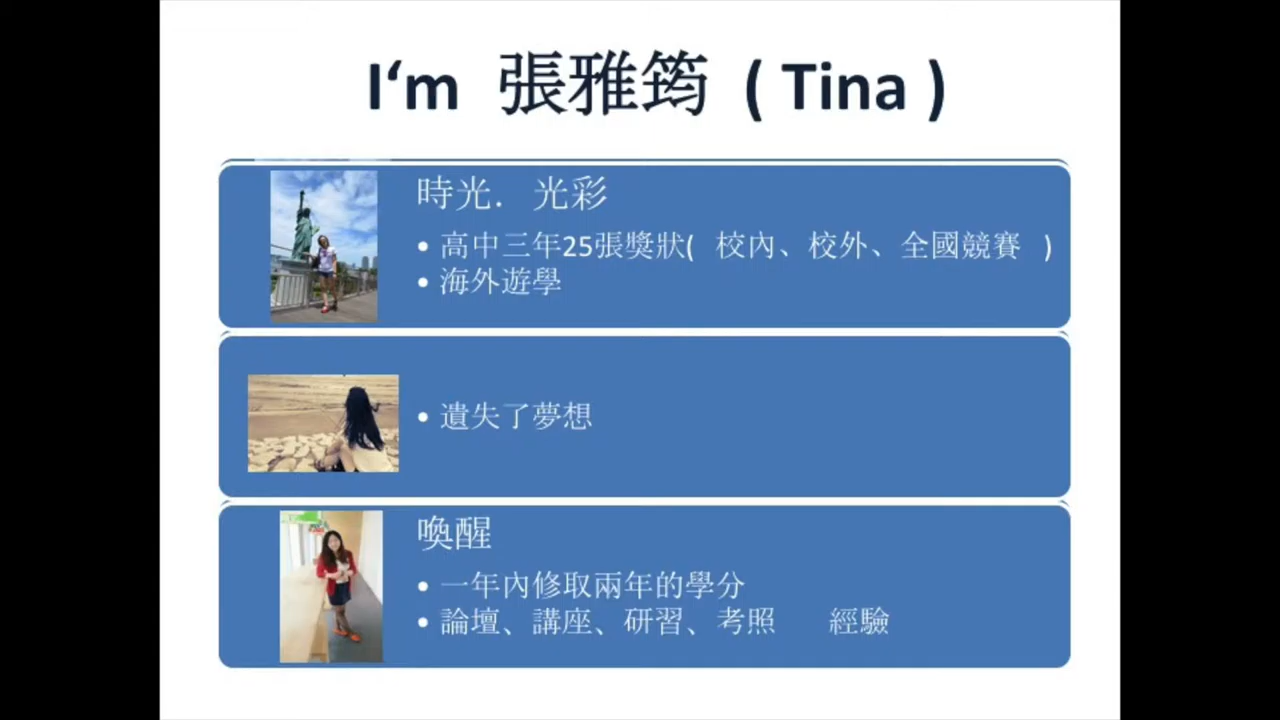 I‘m 張雅筠 ( Tina )
時光. 光彩
• 高中三年25張獎狀( 校內、校外、全國競賽 )
• 海外遊學
• 遺失了夢想
喚醒
• 一年內修取兩年的學分
• 論壇、講座、研習、考照 經驗